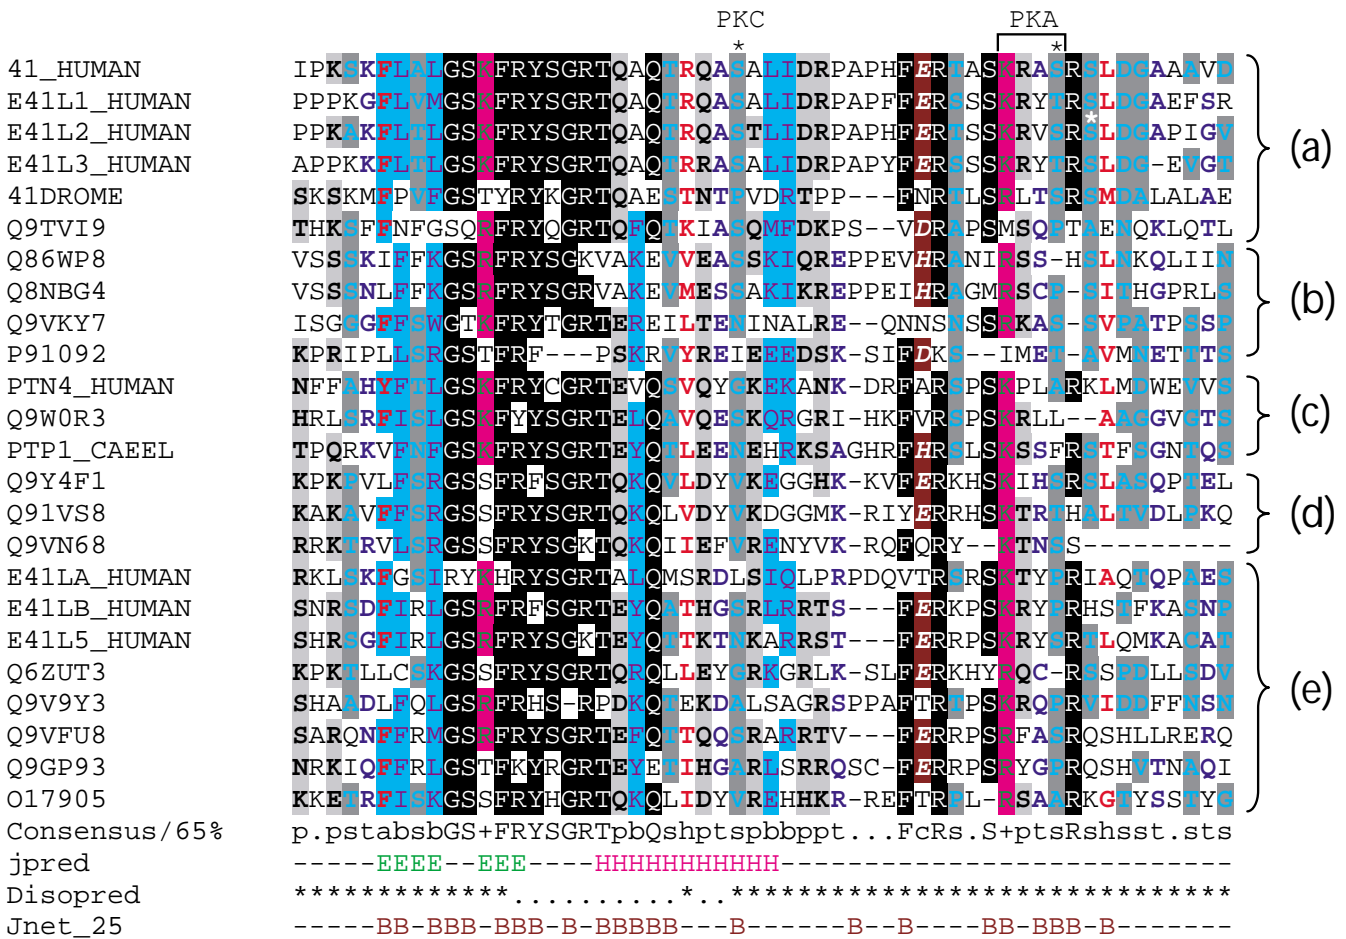 PKC PKA
* *
41_HUMAN IPKSKFLALGSKFRYSGRTQAQTRQASALIDRPAPHFERTASKRASRSLDGAAAVD
E41L1_HUMAN PPPKGFLVMGSKFRYSGRTQAQTRQASALIDRPAPFFERSSSKRYTRSLDGAEFSR
*
E41L2_HUMAN PPKAKFLTLGSKFRYSGRTQAQTRQASTLIDRPAPHFERTSSKRVSRSLDGAPIGV
E41L3_HUMAN APPKKFLTLGSKFRYSGRTQAQTRRASALIDRPAPYFERSSSKRYTRSLDG-EVGT
41DROME SKSKMFPVFGSTYRYKGRTQAESTNTPVDRTPP---FNRTLSRLTSRSMDALALAE
Q9TVI9 THKSFFNFGSQRFRYQGRTQFQTKIASQMFDKPS--VDRAPSMSQPTAENQKLQTL
(a)
Q86WP8 VSSSKIFFKGSRFRYSGKVAKEVVEASSKIQREPPEVHRANIRSS-HSLNKQLIIN
Q8NBG4 VSSSNLFFKGSRFRYSGRVAKEVMESSAKIKREPPEIHRAGMRSCP-SITHGPRLS
Q9VKY7 ISGGGFFSWGTKFRYTGRTEREILTENINALRE--QNNSNSSRKAS-SVPATPSSP
P91092 KPRIPLLSRGSTFRF---PSKRVYREIEEEDSK-SIFDKS--IMET-AVMNETTTS
(b)
PTN4_HUMAN NFFAHYFTLGSKFRYCGRTEVQSVQYGKEKANK-DRFARSPSKPLARKLMDWEVVS
Q9W0R3 HRLSRFISLGSKFYYSGRTELQAVQESKQRGRI-HKFVRSPSKRLL--AAGGVGTS
PTP1_CAEEL TPQRKVFNFGSKFRYSGRTEYQTLEENEHRKSAGHRFHRSLSKSSFRSTFSGNTQS
(c)
Q9Y4F1 KPKPVLFSRGSSFRFSGRTQKQVLDYVKEGGHK-KVFERKHSKIHSRSLASQPTEL
Q91VS8 KAKAVFFSRGSSFRYSGRTQKQLVDYVKDGGMK-RIYERRHSKTRTHALTVDLPKQ
Q9VN68 RRKTRVLSRGSSFRYSGKTQKQIIEFVRENYVK-RQFQRY--KTNSS---------
(d)
E41LA_HUMAN RKLSKFGSIRYKHRYSGRTALQMSRDLSIQLPRPDQVTRSRSKTYPRIAQTQPAES
E41LB_HUMAN SNRSDFIRLGSRFRFSGRTEYQATHGSRLRRTS---FERKPSKRYPRHSTFKASNP
E41L5_HUMAN SHRSGFIRLGSRFRYSGKTEYQTTKTNKARRST---FERRPSKRYSRTLQMKACAT
Q6ZUT3 KPKTLLCSKGSSFRYSGRTQRQLLEYGRKGRLK-SLFERKHYRQC-RSSPDLLSDV
Q9V9Y3 SHAADLFQLGSRFRHS-RPDKQTEKDALSAGRSPPAFTRTPSKRQPRVIDDFFNSN
Q9VFU8 SARQNFFRMGSRFRYSGRTEFQTTQQSRARRTV---FERRPSRFASRQSHLLRERQ
Q9GP93 NRKIQFFRLGSTFKYRGRTEYETIHGARLSRRQSC-FERRPSRYGPRQSHVTNAQI
O17905 KKETRFISKGSSFRYHGRTQKQLIDYVREHHKR-REFTRPL-RSAARKGTYSSTYG
(e)
Consensus/65% p.pstabsbGS+FRYSGRTpbQshptspbbppt...FcRs.S+ptsRshsst.sts
jpred -----EEEE--EEE----HHHHHHHHHHH---------------------------
Disopred *************..........*..******************************
Jnet_25 -----BB-BBB-BBB-B-BBBBB---B------B--B----BB-BBB-B-------